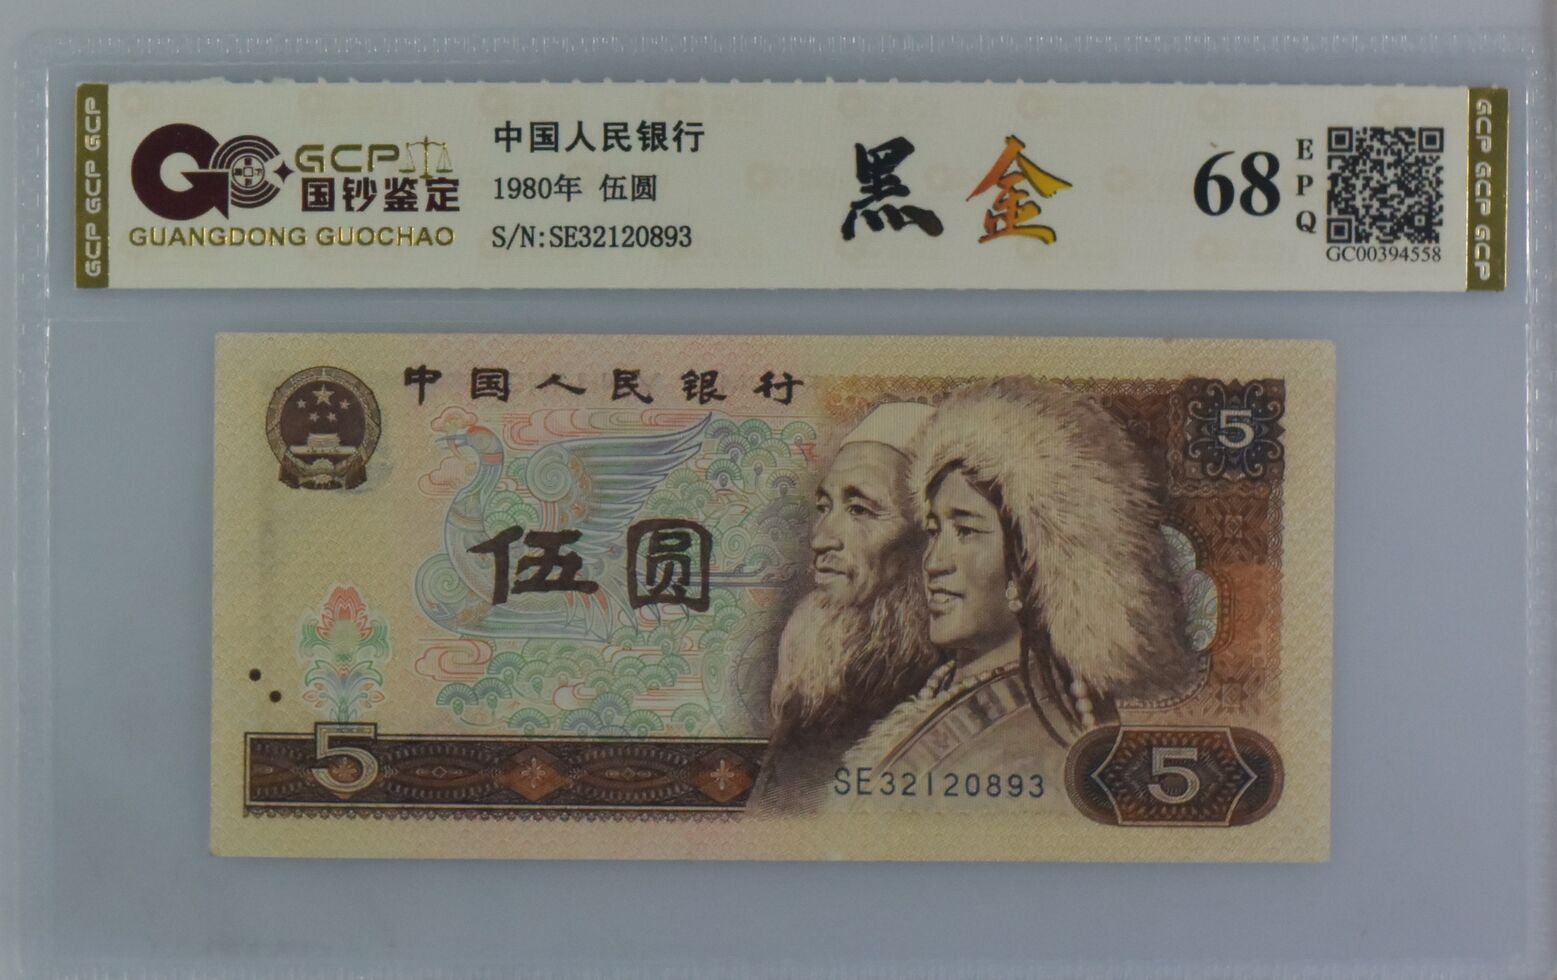 GCP GCP GCP
GCP
国钞鉴定
GUANGDONG GUOCHAO
中国人民银行
1980年 伍圆
S/N:SE32120893
黑金
68
EPQ
GC00394558
GCP GCP GCP
中国人民银行
5
伍圆
5
SE32120893
5